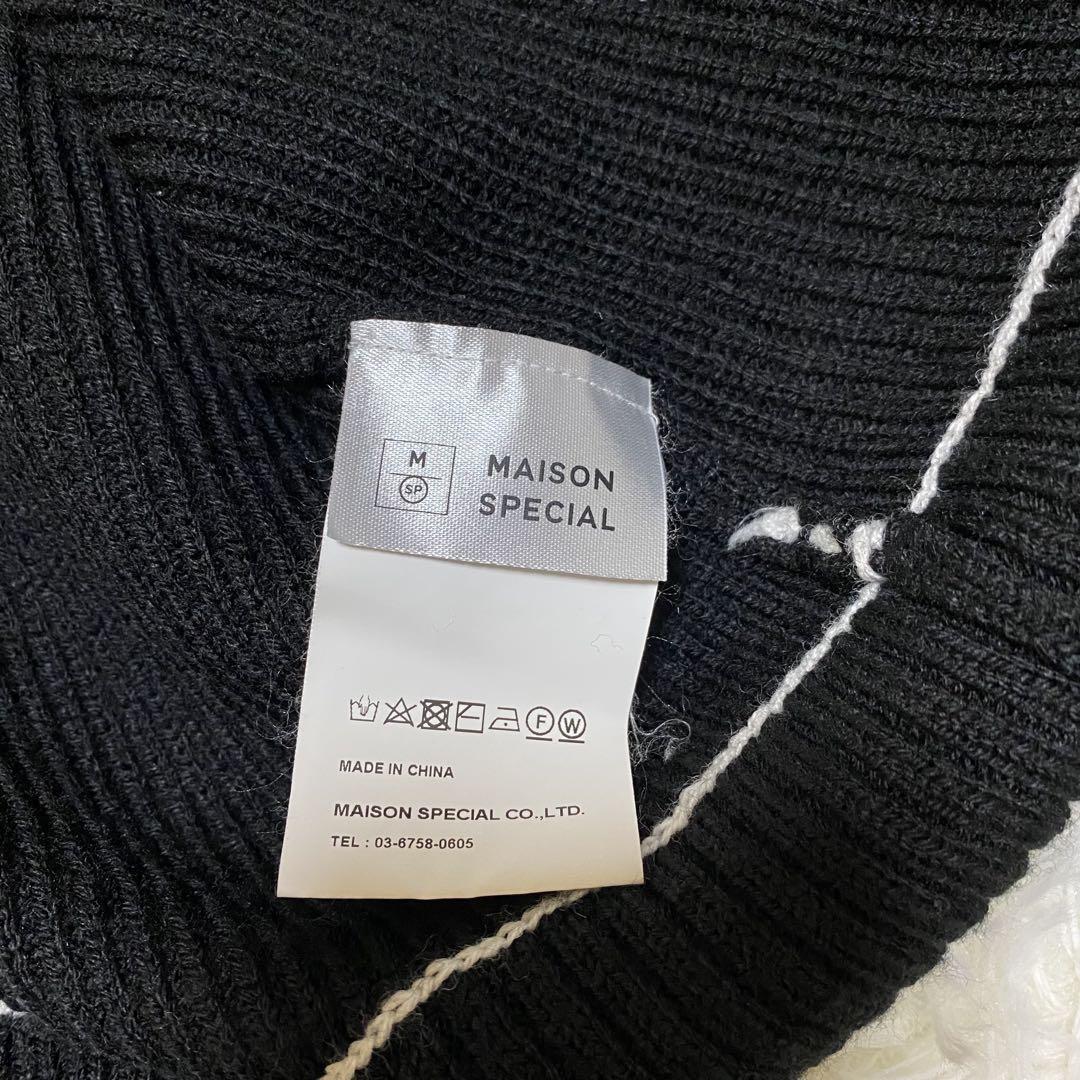 M
SP
MAISON
SPECIAL
F W
MADE IN CHINA
MAISON SPECIAL CO.,LTD.
TEL : 03-6758-0605